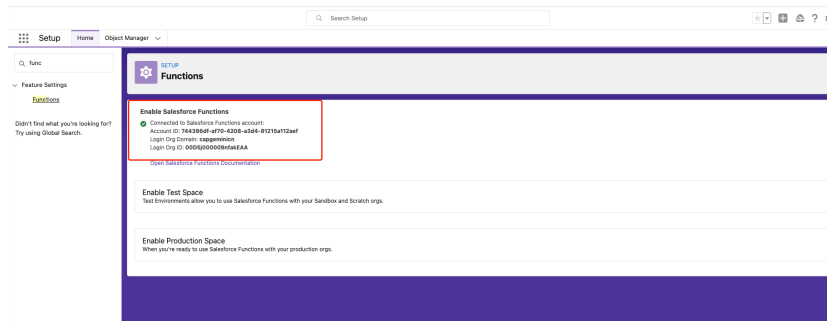 Search Setup
Setup Home Object Manager
func
Feature Settings
Functions
Didn't find what you're looking for?
Try using Global Search.
SETUP
Functions
Enable Salesforce Functions
Connected to Salesforce Functions account:
Account ID: 744396df-af70-4208-a3d4-81215a112aef
Login Org Domain: capgeminicn
Login Org ID: 00D5j000009nfakEAA
Open Salesforce Functions Documentation
Enable Test Space
Test Environments allow you to use Salesforce Functions with your Sandbox and Scratch orgs.
Enable Production Space
When you're ready to use Salesforce Functions with your production orgs.